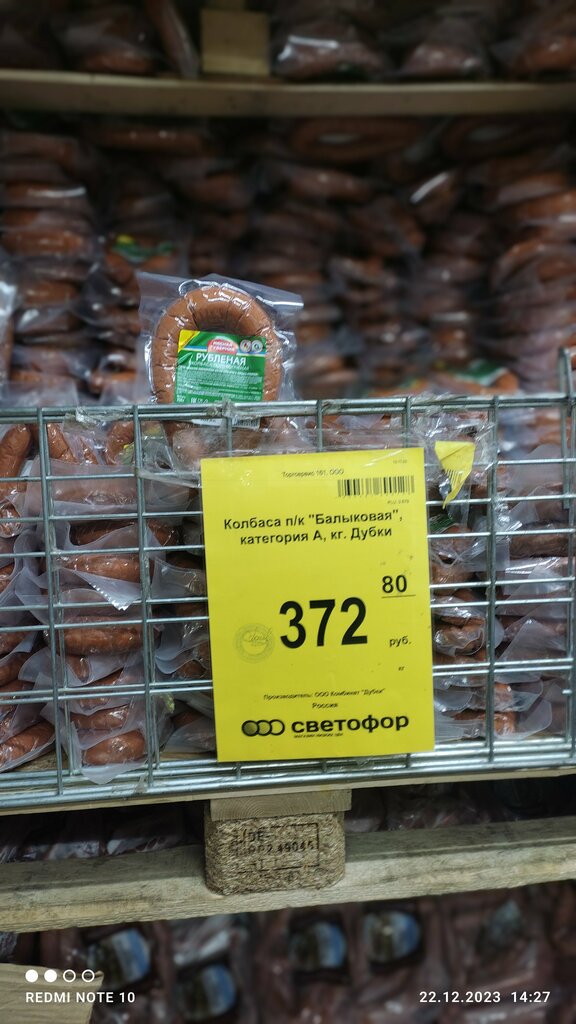 РУБЛЕНАЯ
Торгсервис 161, ООО
Колбаса п/к "Балыковая",
категория А, кг. Дубки
372 80
руб.
кг
Производитель: ООО Комбинат "Дубки"
Россия
светофор
REDMI NOTE 10
22.12.2023 14:27